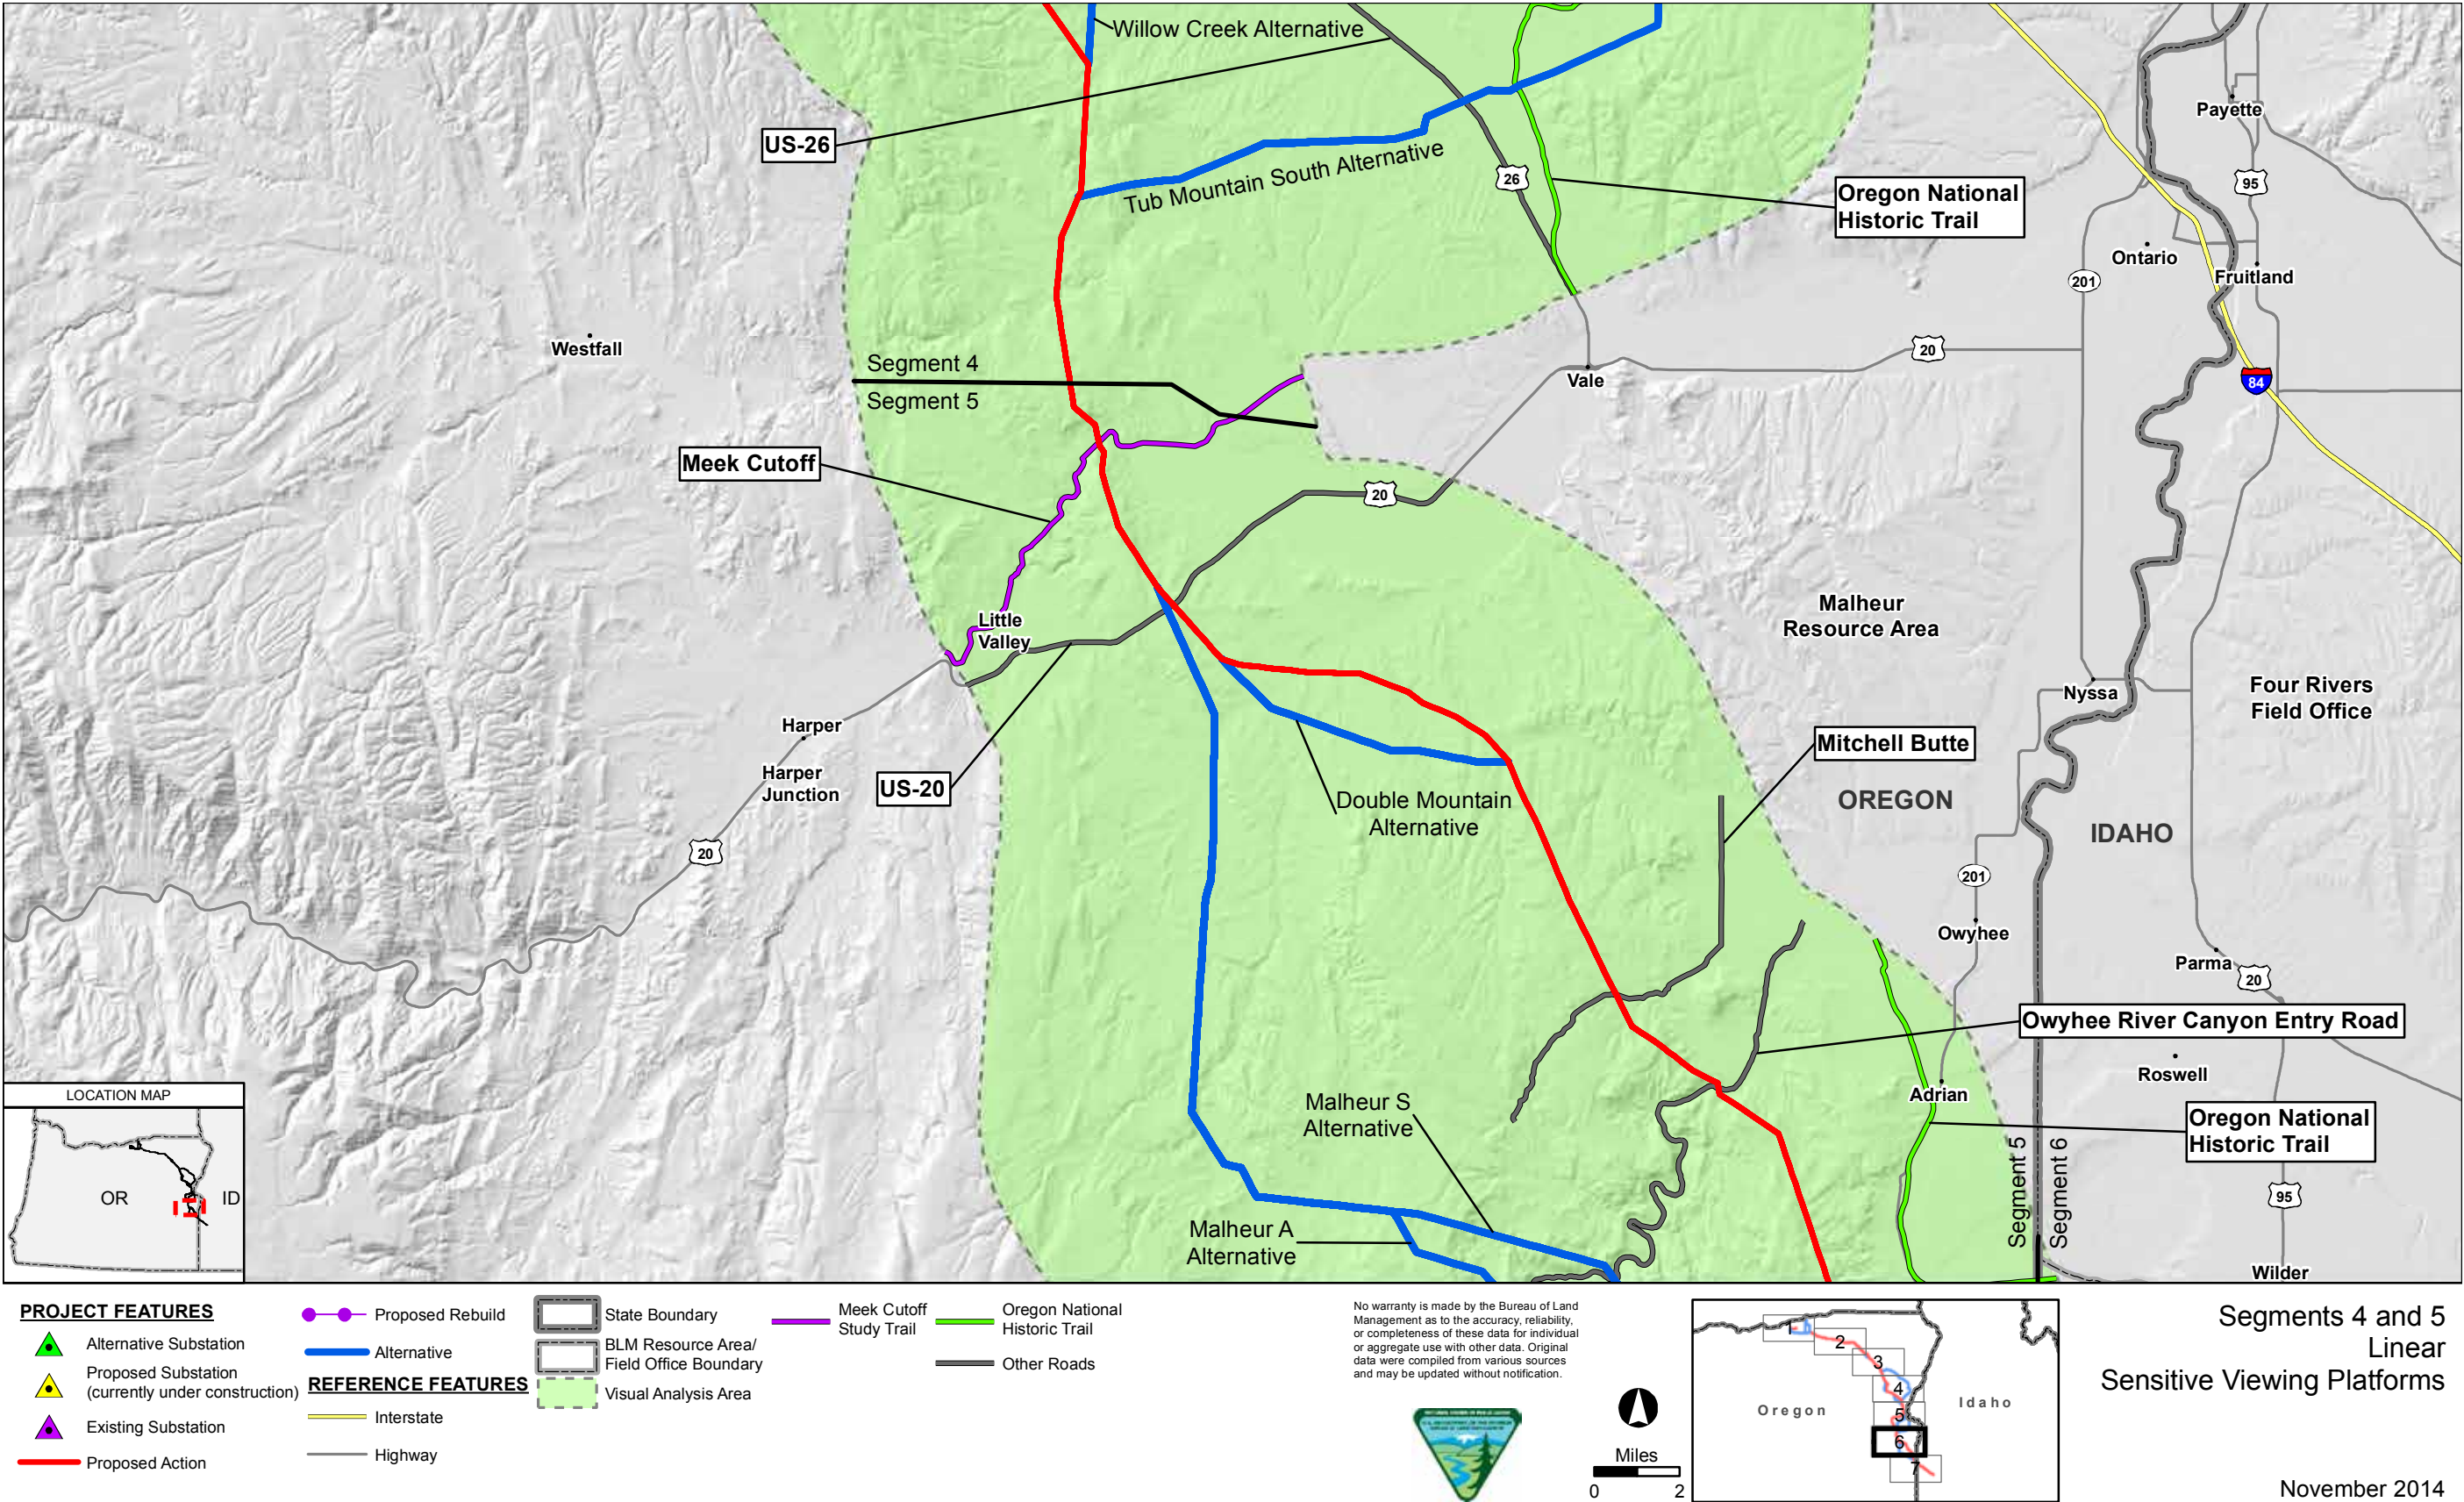 Willow Creek Alternative
US-26
Tub Mountain South Alternative
26
Oregon National
Historic Trail
Payette
95
Ontario
201
Fruitland
Westfall
Segment 4
Segment 5
20
Vale
84
Meek Cutoff
20
Little
Valley
Malheur
Resource Area
Nyssa
Four Rivers
Field Office
Harper
Harper
Junction
US-20
Mitchell Butte
Double Mountain
Alternative
OREGON
IDAHO
20
201
Owyhee
Parma
20
Owyhee River Canyon Entry Road
Roswell
Adrian
Malheur S
Alternative
Oregon National
Historic Trail
Segment 5
Segment 6
95
Malheur A
Alternative
Wilder
LOCATION MAP
OR
ID
PROJECT FEATURES
Alternative Substation
Proposed Substation
(currently under construction)
Existing Substation
Proposed Action
Proposed Rebuild
Alternative
REFERENCE FEATURES
Interstate
Highway
State Boundary
BLM Resource Area/
Field Office Boundary
Visual Analysis Area
Meek Cutoff
Study Trail
Oregon National
Historic Trail
Other Roads
No warranty is made by the Bureau of Land
Management as to the accuracy, reliability,
or completeness of these data for individual
or aggregate use with other data. Original
data were compiled from various sources
and may be updated without notification.
Miles
0 2
1
2
3
4
5
6
7
Oregon
Idaho
Segments 4 and 5
Linear
Sensitive Viewing Platforms
November 2014